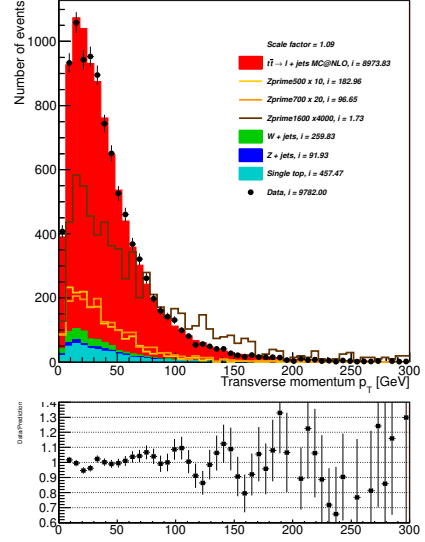 Number of events
1000
800
600
400
200
0
Scale factor = 1.09
tt̄ → l + jets MC@NLO, i = 8973.83
Zprime500 x 10, i = 182.96
Zprime700 x 20, i = 96.65
Zprime1600 x4000, i = 1.73
W + jets, i = 259.83
Z + jets, i = 91.93
Single top, i = 457.47
Data, i = 9782.00
0 50 100 150 200 250 300
Transverse momentum p_T [GeV]
Data/Prediction
1.4
1.3
1.2
1.1
1
0.9
0.8
0.7
0.6
0 50 100 150 200 250 300